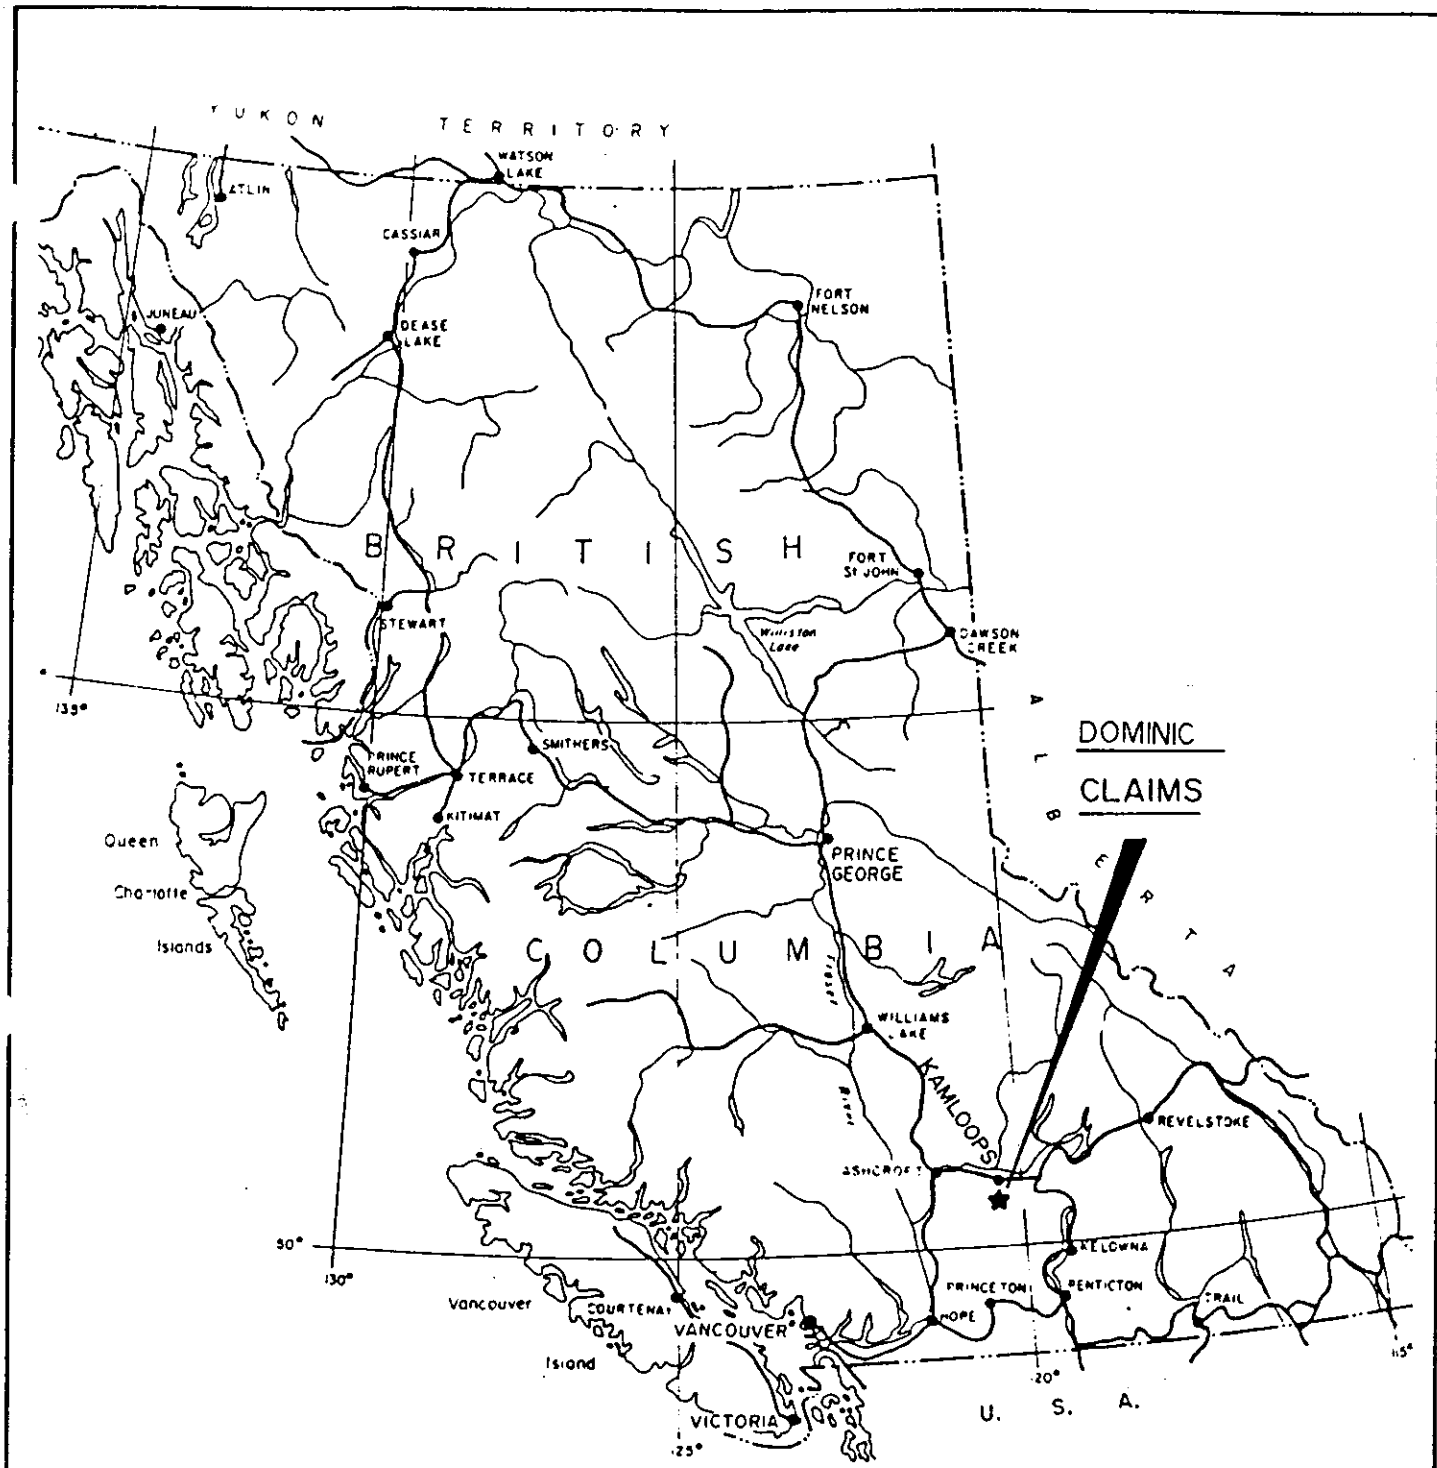 YUKON TERRITORY
WATSON
LAKE
ATLIN
CASSIAR
JUNEAU
DEASE
LAKE
FORT
NELSON
BRITISH
FORT
St JOHN
STEWART
Williston
Lake
DAWSON
CREEK
135°
ALBERTA
DOMINIC
CLAIMS
SMITHERS
PRINCE
RUPERT
TERRACE
KITIMAT
Queen
Charlotte
Islands
PRINCE
GEORGE
COLUMBIA
Fraser
River
WILLIAMS
LAKE
KAMLOOPS
REVELSTOKE
ASHCROFT
50°
130°
KELOWNA
PRINCETON
PENTICTON
TRAIL
HOPE
Vancouver
Island
COURTENAY
VANCOUVER
VICTORIA
125°
120°
115°
U. S. A.